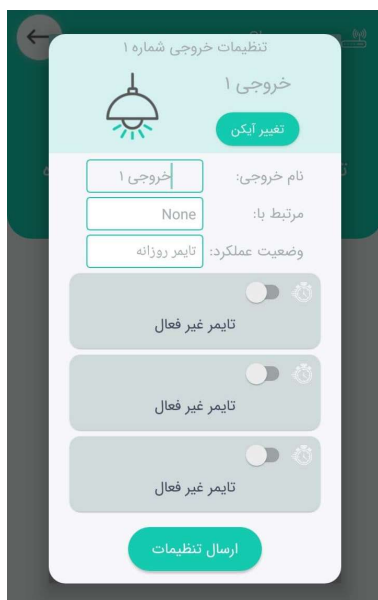 تنظیمات خروجی شماره ۱
خروجی ۱
تغییر آیکن
نام خروجی: خروجی ۱
مرتبط با: None
وضعیت عملکرد: تایمر روزانه
تایمر غیر فعال
تایمر غیر فعال
تایمر غیر فعال
ارسال تنظیمات